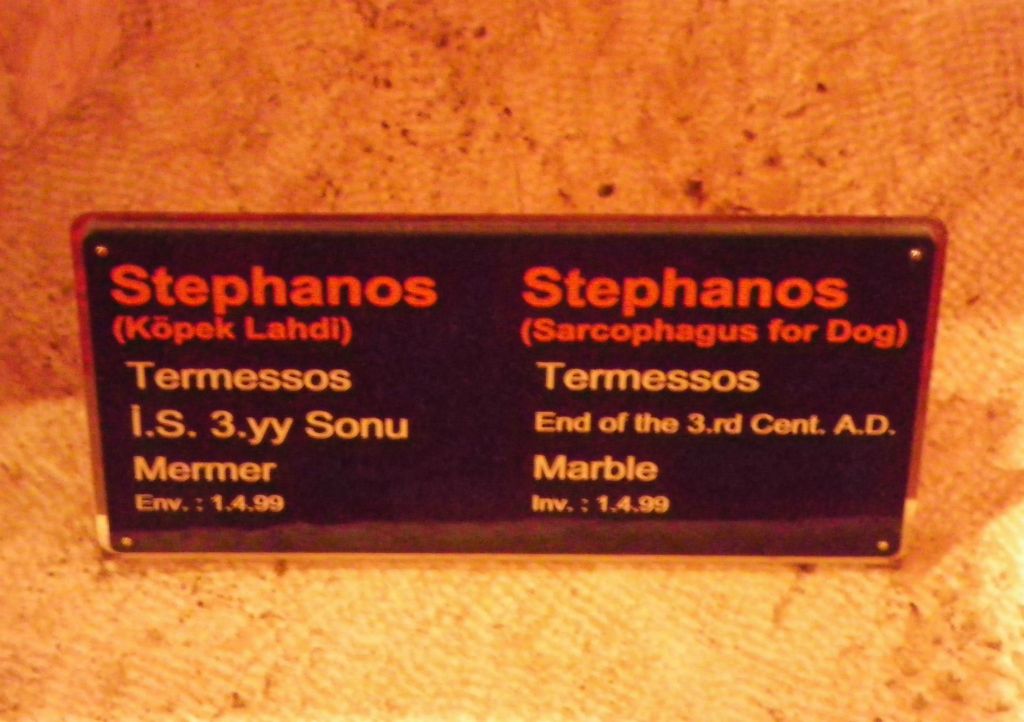 Stephanos
(Köpek Lahdi)
Termessos
İ.S. 3.yy Sonu
Mermer
Env. : 1.4.99
Stephanos
(Sarcophagus for Dog)
Termessos
End of the 3.rd Cent. A.D.
Marble
Inv. : 1.4.99